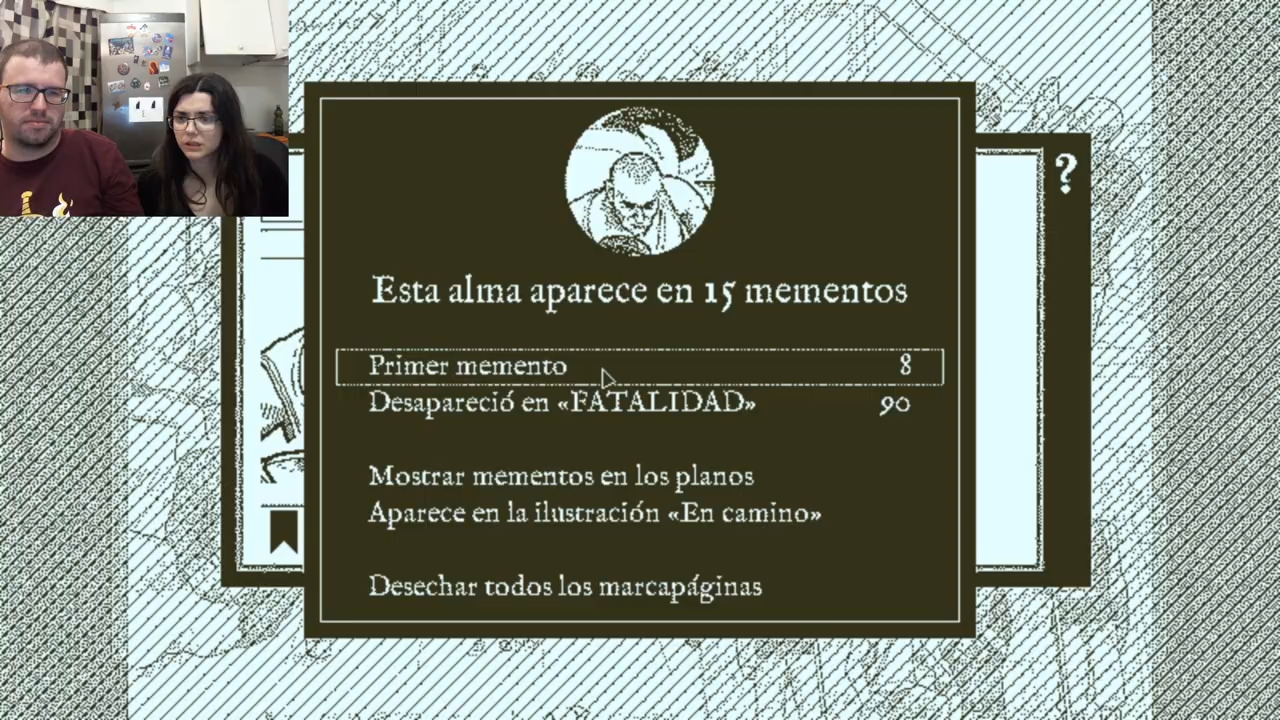 ?
Esta alma aparece en 15 mementos
Primer memento 8
Desapareció en «FATALIDAD» 90
Mostrar mementos en los planos
Aparece en la ilustración «En camino»
Desechar todos los marcapáginas